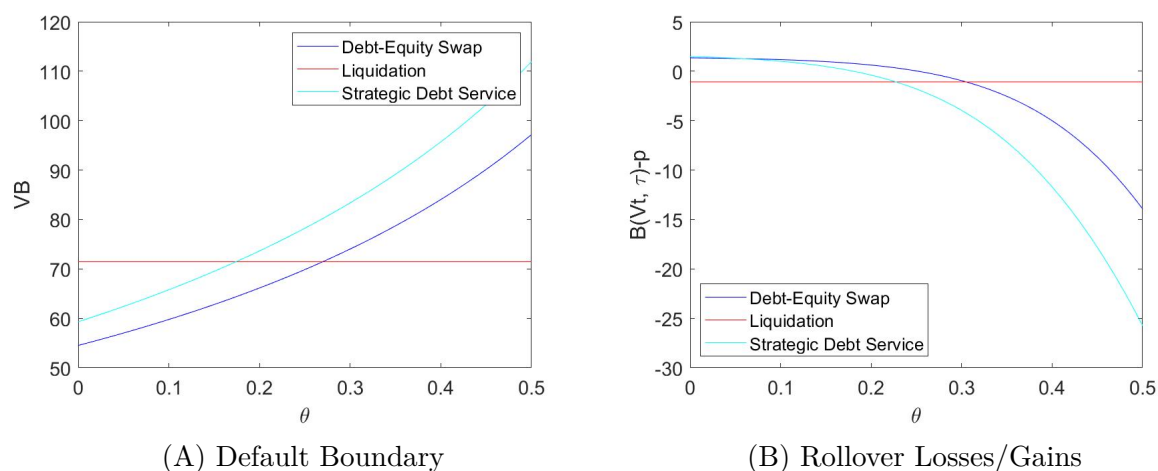 120
110
100
90
80
70
60
50
VB
Debt-Equity Swap
Liquidation
Strategic Debt Service
0 0.1 0.2 0.3 0.4 0.5
θ
(A) Default Boundary
5
0
-5
-10
-15
-20
-25
-30
B(Vt, τ)-p
Debt-Equity Swap
Liquidation
Strategic Debt Service
0 0.1 0.2 0.3 0.4 0.5
θ
(B) Rollover Losses/Gains